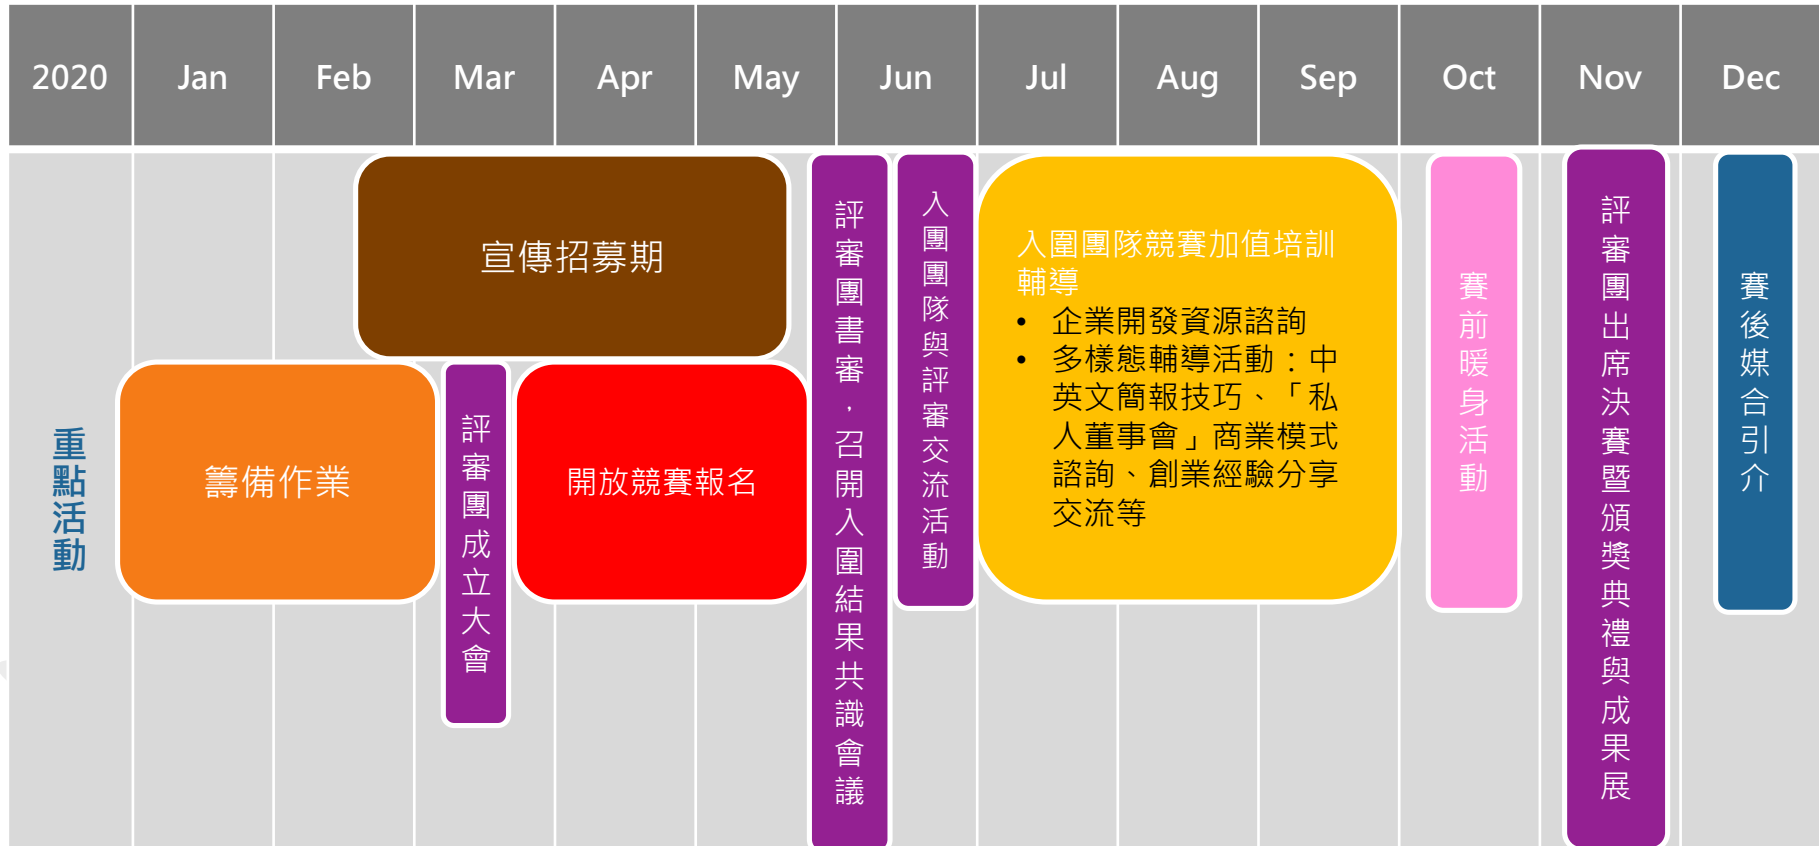 2020 Jan Feb Mar Apr May Jun Jul Aug Sep Oct Nov Dec
重點活動
宣傳招募期
籌備作業
評審團成立大會
開放競賽報名
評審團書審，召開入圍結果共識會議
入圍團隊與評審交流活動
入圍團隊競賽加值培訓
輔導
• 企業開發資源諮詢
• 多樣態輔導活動：中
英文簡報技巧、「私
人董事會」商業模式
諮詢、創業經驗分享
交流等
賽前暖身活動
評審團出席決賽暨頒獎典禮與成果展
賽後媒合引介